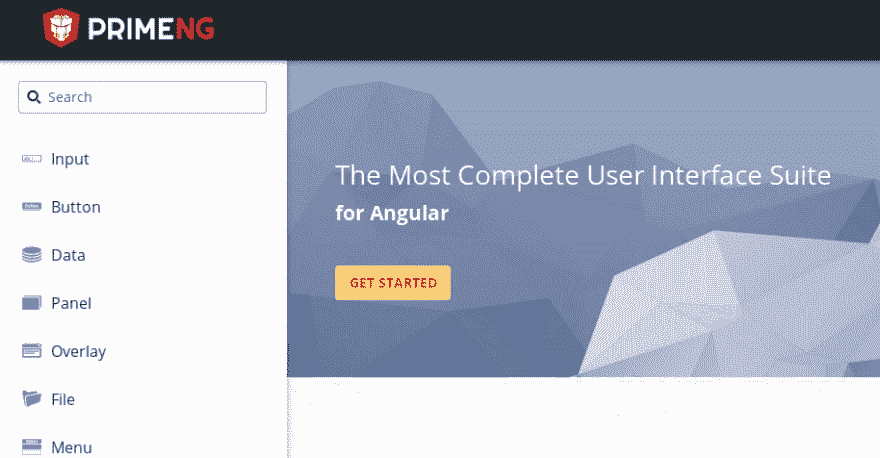 PRIMENG
Search
Input
Button
Data
Panel
Overlay
File
Menu
The Most Complete User Interface Suite
for Angular
GET STARTED